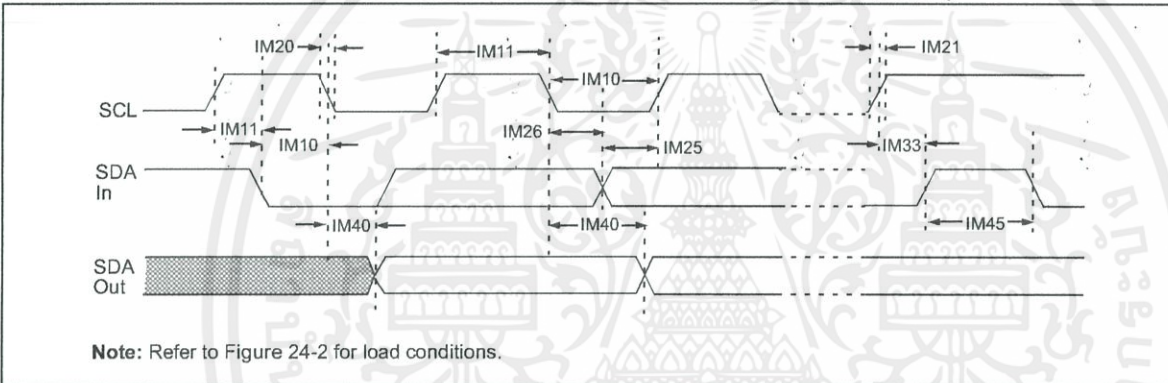 IM20 IM11 IM21
IM10
SCL
IM11 IM26
IM10 IM25 IM33
SDA
In
IM40 IM40 IM45
SDA
Out
Note: Refer to Figure 24-2 for load conditions.